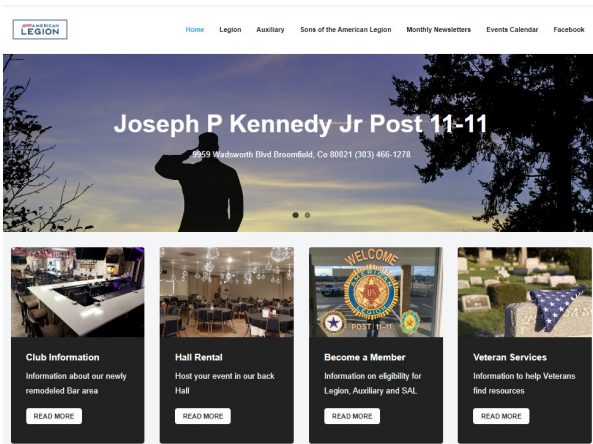 AMERICAN
LEGION
Home Legion Auxiliary Sons of the American Legion Monthly Newsletters Events Calendar Facebook
Joseph P Kennedy Jr Post 11-11
9959 Wadsworth Blvd Broomfield, Co 80021 (303) 466-1278
WELCOME
AMERICAN
LEGION
US
POST 11-11
Club Information
Information about our newly
remodeled Bar area
READ MORE
Hall Rental
Host your event in our back
Hall
READ MORE
Become a Member
Information on eligibility for
Legion, Auxiliary and SAL
READ MORE
Veteran Services
Information to help Veterans
find resources
READ MORE